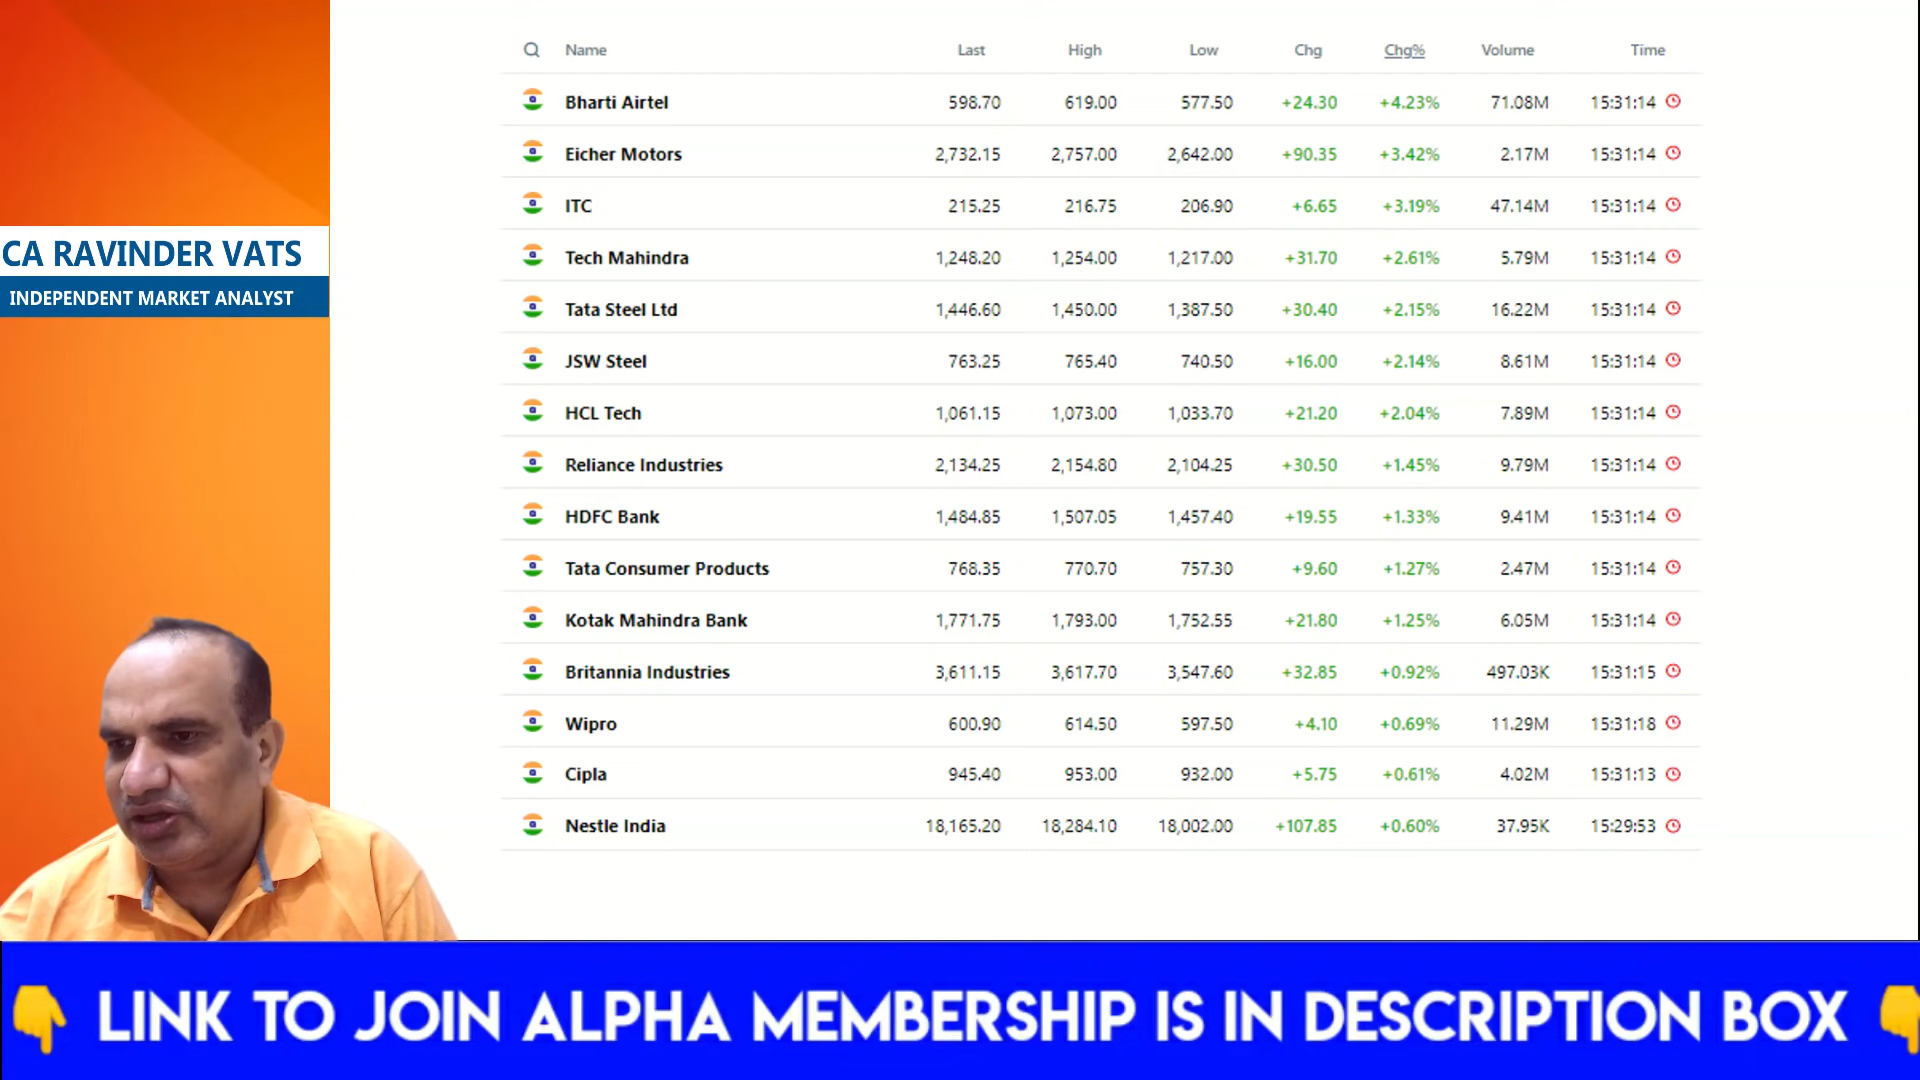 CA RAVINDER VATS
INDEPENDENT MARKET ANALYST
Name Last High Low Chg Chg% Volume Time
Bharti Airtel 598.70 619.00 577.50 +24.30 +4.23% 71.08M 15:31:14
Eicher Motors 2,732.15 2,757.00 2,642.00 +90.35 +3.42% 2.17M 15:31:14
ITC 215.25 216.75 206.90 +6.65 +3.19% 47.14M 15:31:14
Tech Mahindra 1,248.20 1,254.00 1,217.00 +31.70 +2.61% 5.79M 15:31:14
Tata Steel Ltd 1,446.60 1,450.00 1,387.50 +30.40 +2.15% 16.22M 15:31:14
JSW Steel 763.25 765.40 740.50 +16.00 +2.14% 8.61M 15:31:14
HCL Tech 1,061.15 1,073.00 1,033.70 +21.20 +2.04% 7.89M 15:31:14
Reliance Industries 2,134.25 2,154.80 2,104.25 +30.50 +1.45% 9.79M 15:31:14
HDFC Bank 1,484.85 1,507.05 1,457.40 +19.55 +1.33% 9.41M 15:31:14
Tata Consumer Products 768.35 770.70 757.30 +9.60 +1.27% 2.47M 15:31:14
Kotak Mahindra Bank 1,771.75 1,793.00 1,752.55 +21.80 +1.25% 6.05M 15:31:14
Britannia Industries 3,611.15 3,617.70 3,547.60 +32.85 +0.92% 497.03K 15:31:15
Wipro 600.90 614.50 597.50 +4.10 +0.69% 11.29M 15:31:18
Cipla 945.40 953.00 932.00 +5.75 +0.61% 4.02M 15:31:13
Nestle India 18,165.20 18,284.10 18,002.00 +107.85 +0.60% 37.95K 15:29:53
LINK TO JOIN ALPHA MEMBERSHIP IS IN DESCRIPTION BOX